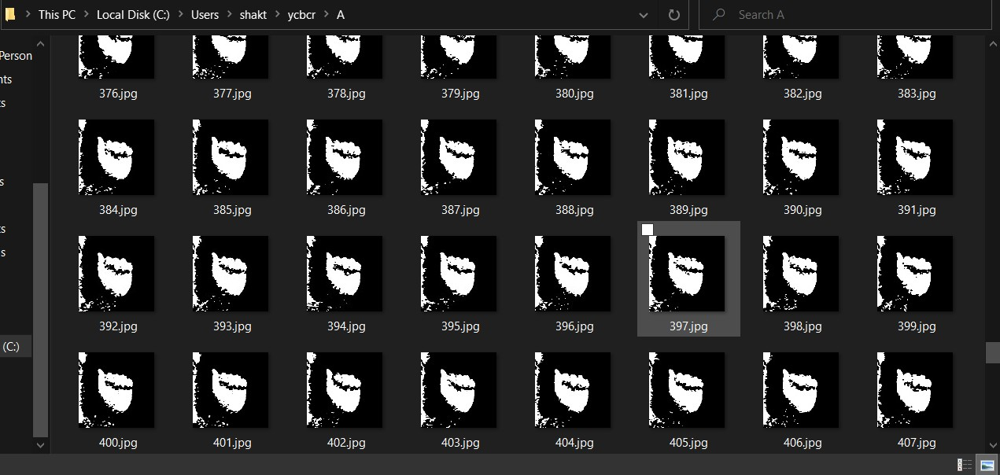 This PC > Local Disk (C:) > Users > shakt > ycbcr > A
Search A
Person
nts
ts
s
ts
s
(C:)
376.jpg 377.jpg 378.jpg 379.jpg 380.jpg 381.jpg 382.jpg 383.jpg
384.jpg 385.jpg 386.jpg 387.jpg 388.jpg 389.jpg 390.jpg 391.jpg
392.jpg 393.jpg 394.jpg 395.jpg 396.jpg 397.jpg 398.jpg 399.jpg
400.jpg 401.jpg 402.jpg 403.jpg 404.jpg 405.jpg 406.jpg 407.jpg